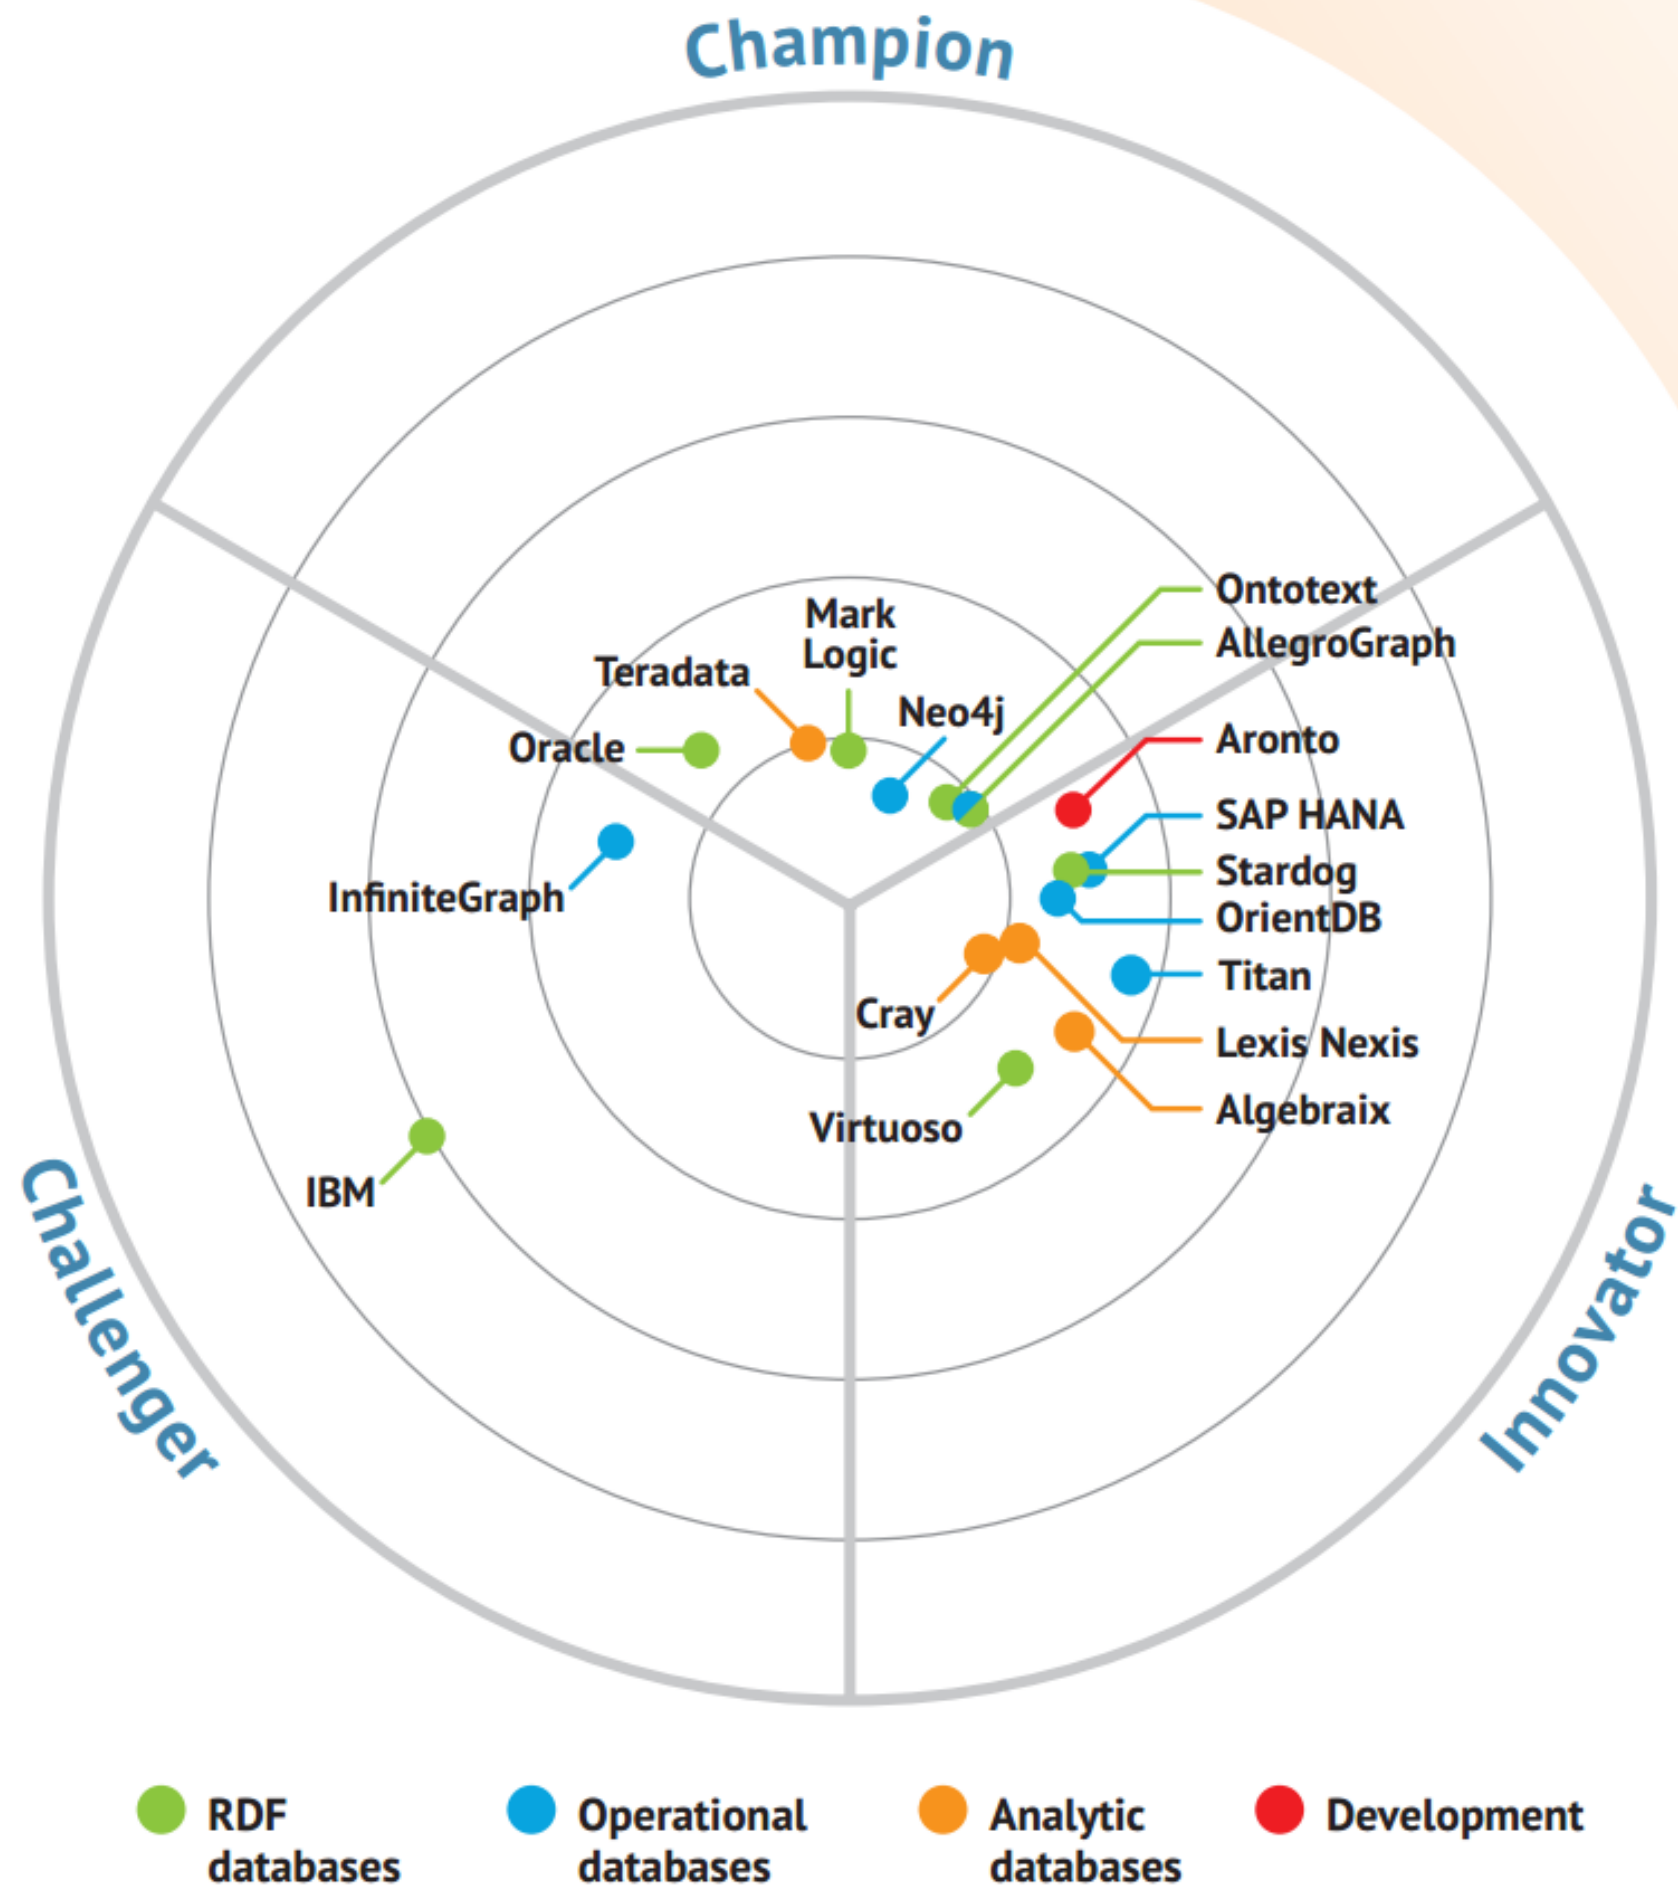 Champion
Ontotext
Mark
Logic
AllegroGraph
Teradata
Neo4j
Oracle
Aronto
SAP HANA
Stardog
InfiniteGraph
OrientDB
Titan
Cray
Lexis Nexis
Algebraix
Virtuoso
IBM
Challenger
Innovator
RDF
databases
Operational
databases
Analytic
databases
Development